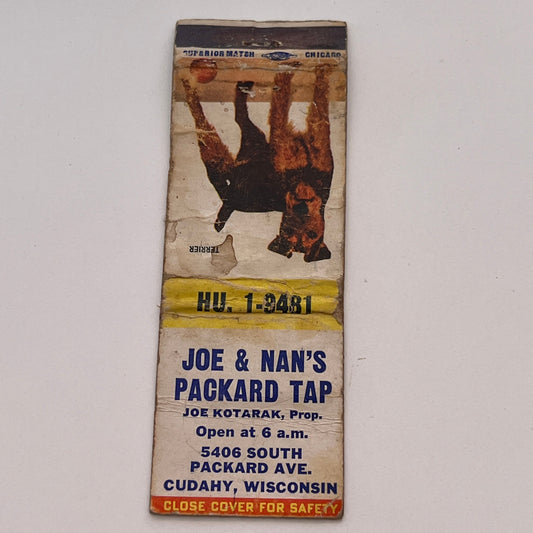 SUPERIOR MATCH CHICAGO
TERRIER
HU. 1-9481
JOE & NAN'S
PACKARD TAP
JOE KOTARAK, Prop.
Open at 6 a.m.
5406 SOUTH
PACKARD AVE.
CUDAHY, WISCONSIN
CLOSE COVER FOR SAFETY